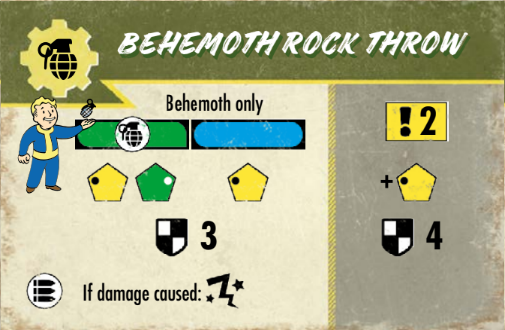 BEHEMOTH ROCK THROW
Behemoth only
! 2
+
3
4
If damage caused: